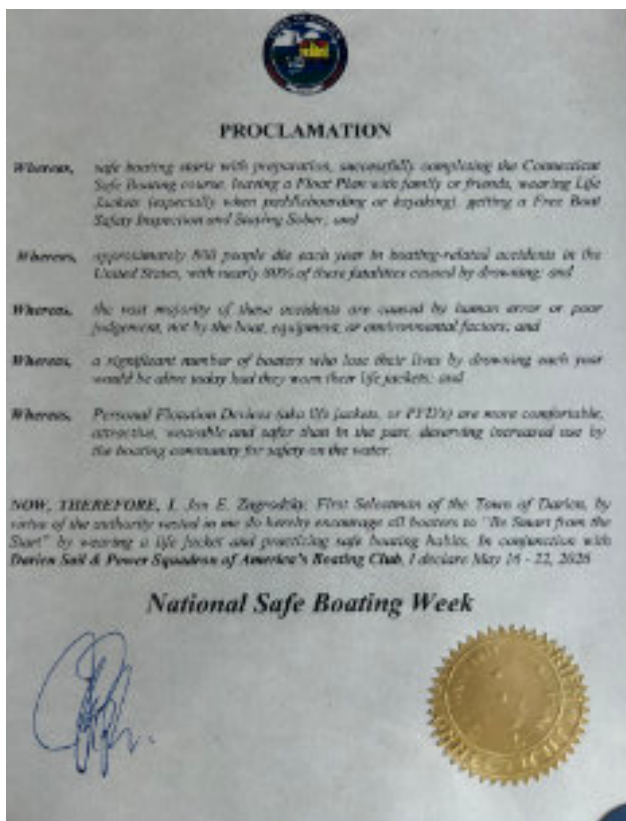 PROCLAMATION
Whereas, safe boating starts with preparation, successfully completing the Connecticut
Safe Boating course, leaving a Float Plan with family or friends, wearing Life
Jackets (especially when paddleboarding or kayaking), getting a Free Boat
Safety Inspection and Staying Sober; and
Whereas, approximately 800 people die each year in boating-related accidents in the
United States, with nearly 80% of these fatalities caused by drowning; and
Whereas, the vast majority of these accidents are caused by human error or poor
judgement, not by the boat, equipment, or environmental factors; and
Whereas, a significant number of boaters who lose their lives by drowning each year
would be alive today had they worn their life jackets; and
Whereas, Personal Flotation Devices (aka life jackets, or PFD's) are more comfortable,
attractive, wearable and safer than in the past, deserving increased use by
the boating community for safety on the water.
NOW, THEREFORE, I, Jon E. Zagrodzky, First Selectman of the Town of Darien, by
virtue of the authority vested in me do hereby encourage all boaters to "Be Smart from the
Start" by wearing a life jacket and practicing safe boating habits. In conjunction with
Darien Sail & Power Squadron of America's Boating Club, I declare May 16 - 22, 2026
National Safe Boating Week